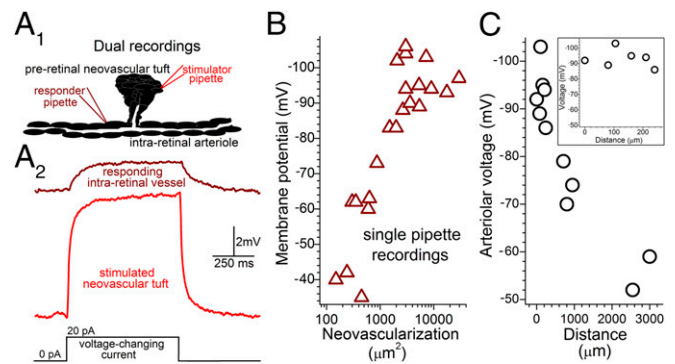 A1
Dual recordings
pre-retinal neovascular tuft
stimulator
pipette
responder
pipette
intra-retinal arteriole
A2
responding
intra-retinal vessel
2mV
250 ms
stimulated
neovascular tuft
20 pA
0 pA
voltage-changing
current
B
Membrane potential (mV)
-100
-90
-80
-70
-60
-50
-40
single pipette
recordings
100
1000
10000
Neovascularization
(μm²)
C
Arteriolar voltage (mV)
-100
-90
-80
-70
-60
-50
0
1000
2000
3000
Distance
(μm)
Voltage (mV)
-100
-90
-80
-70
-60
-50
0
100
200
Distance (μm)